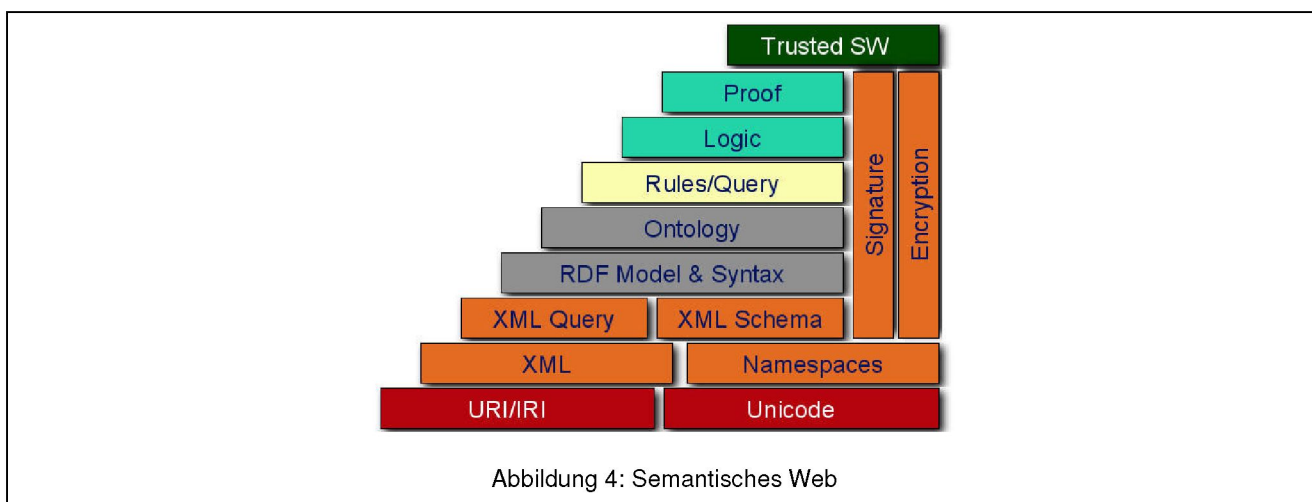 Trusted SW
Proof
Logic
Rules/Query
Ontology
RDF Model & Syntax
Signature
Encryption
XML Query
XML Schema
XML
Namespaces
URI/IRI
Unicode
Abbildung 4: Semantisches Web